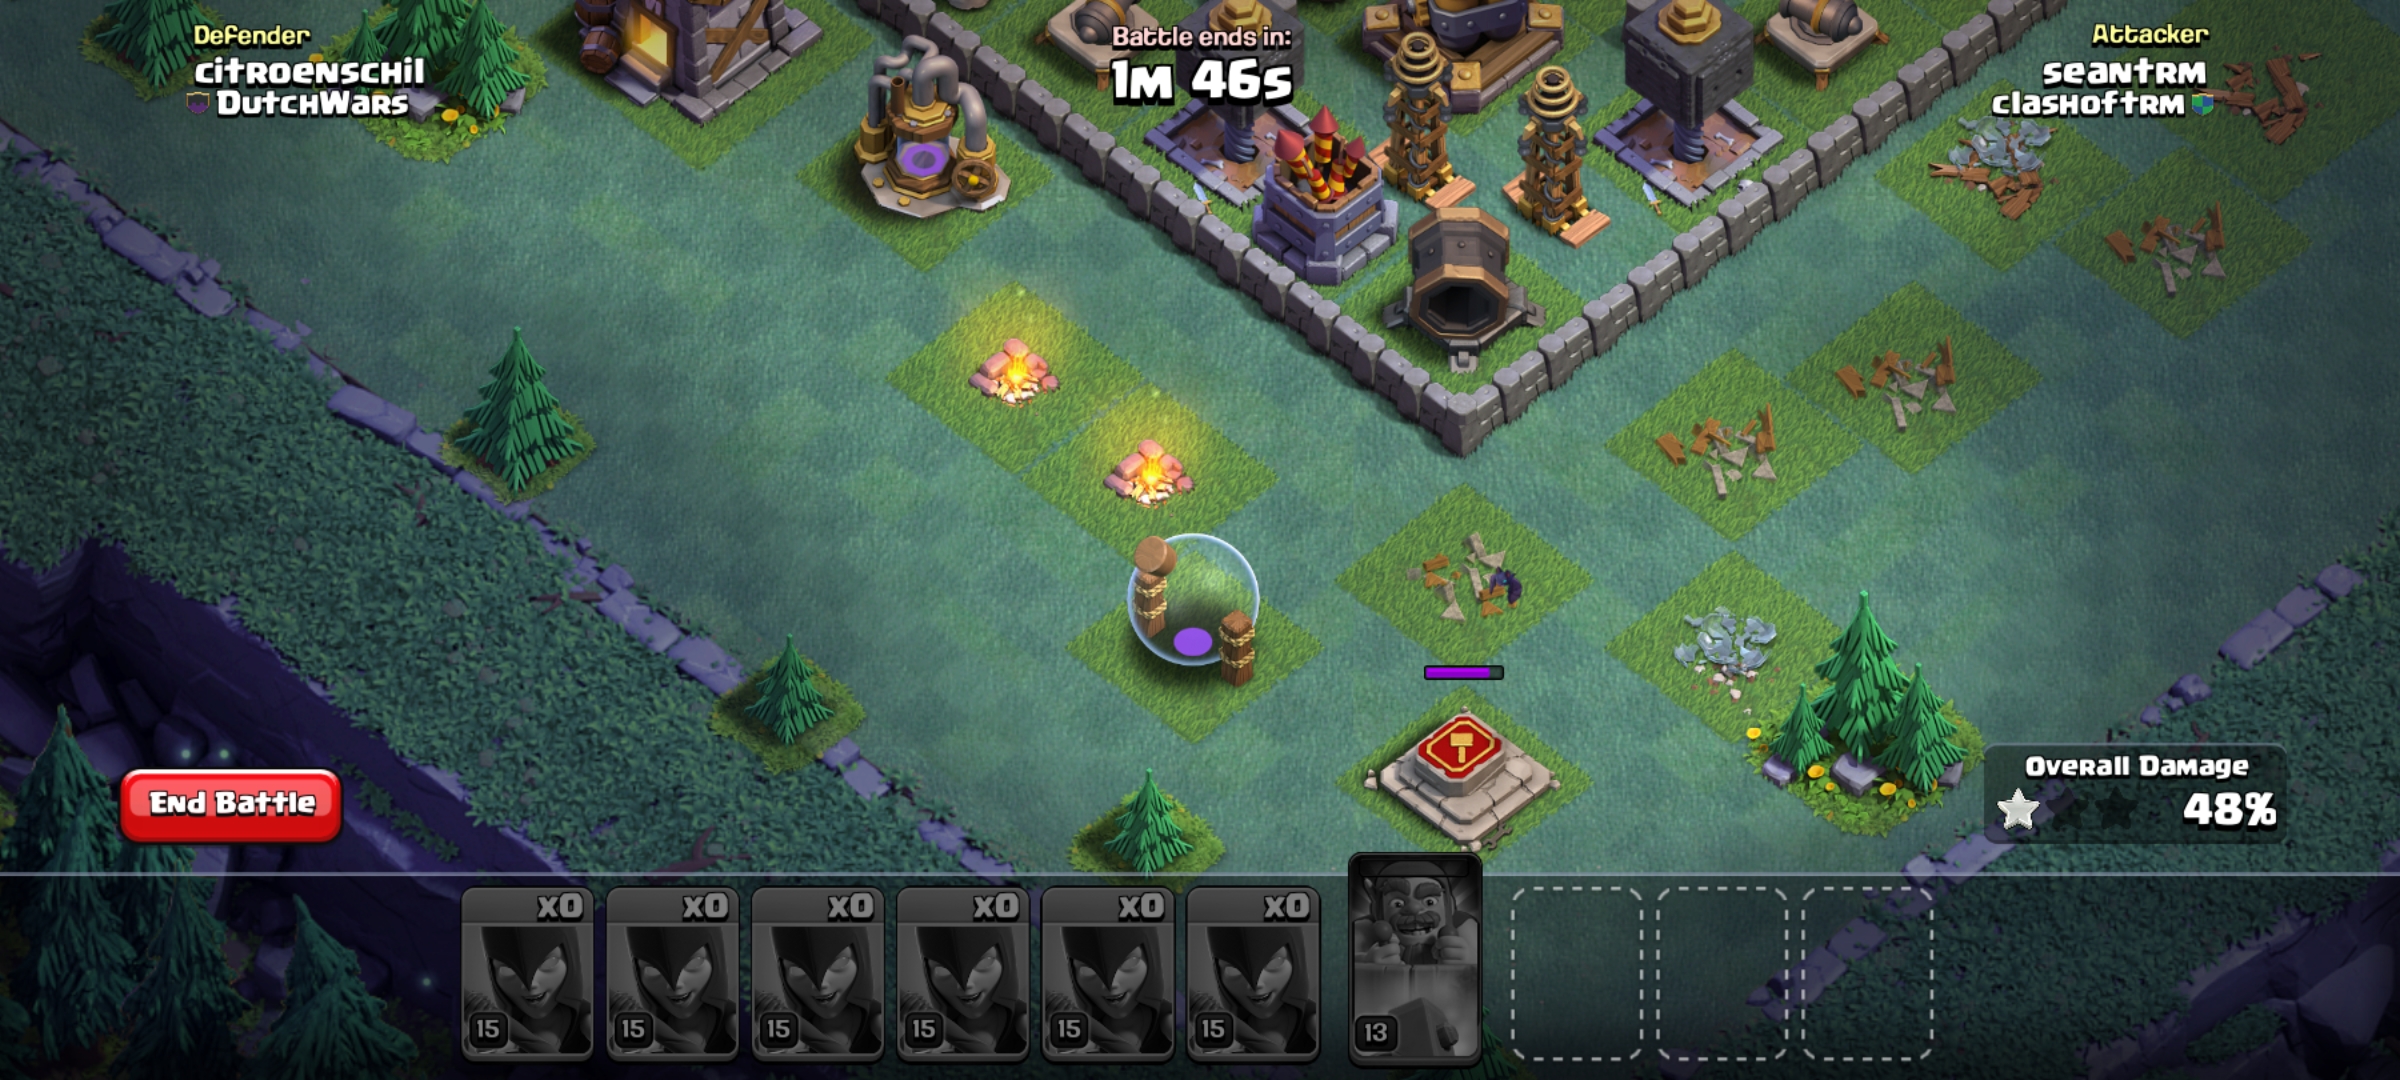 Defender
citroenschil
DutchWars
Battle ends in:
1M 46s
Attacker
seantRM
clashoftRM
End Battle
Overall Damage
48%
x0 x0 x0 x0 x0 x0
15 15 15 15 15 15 13